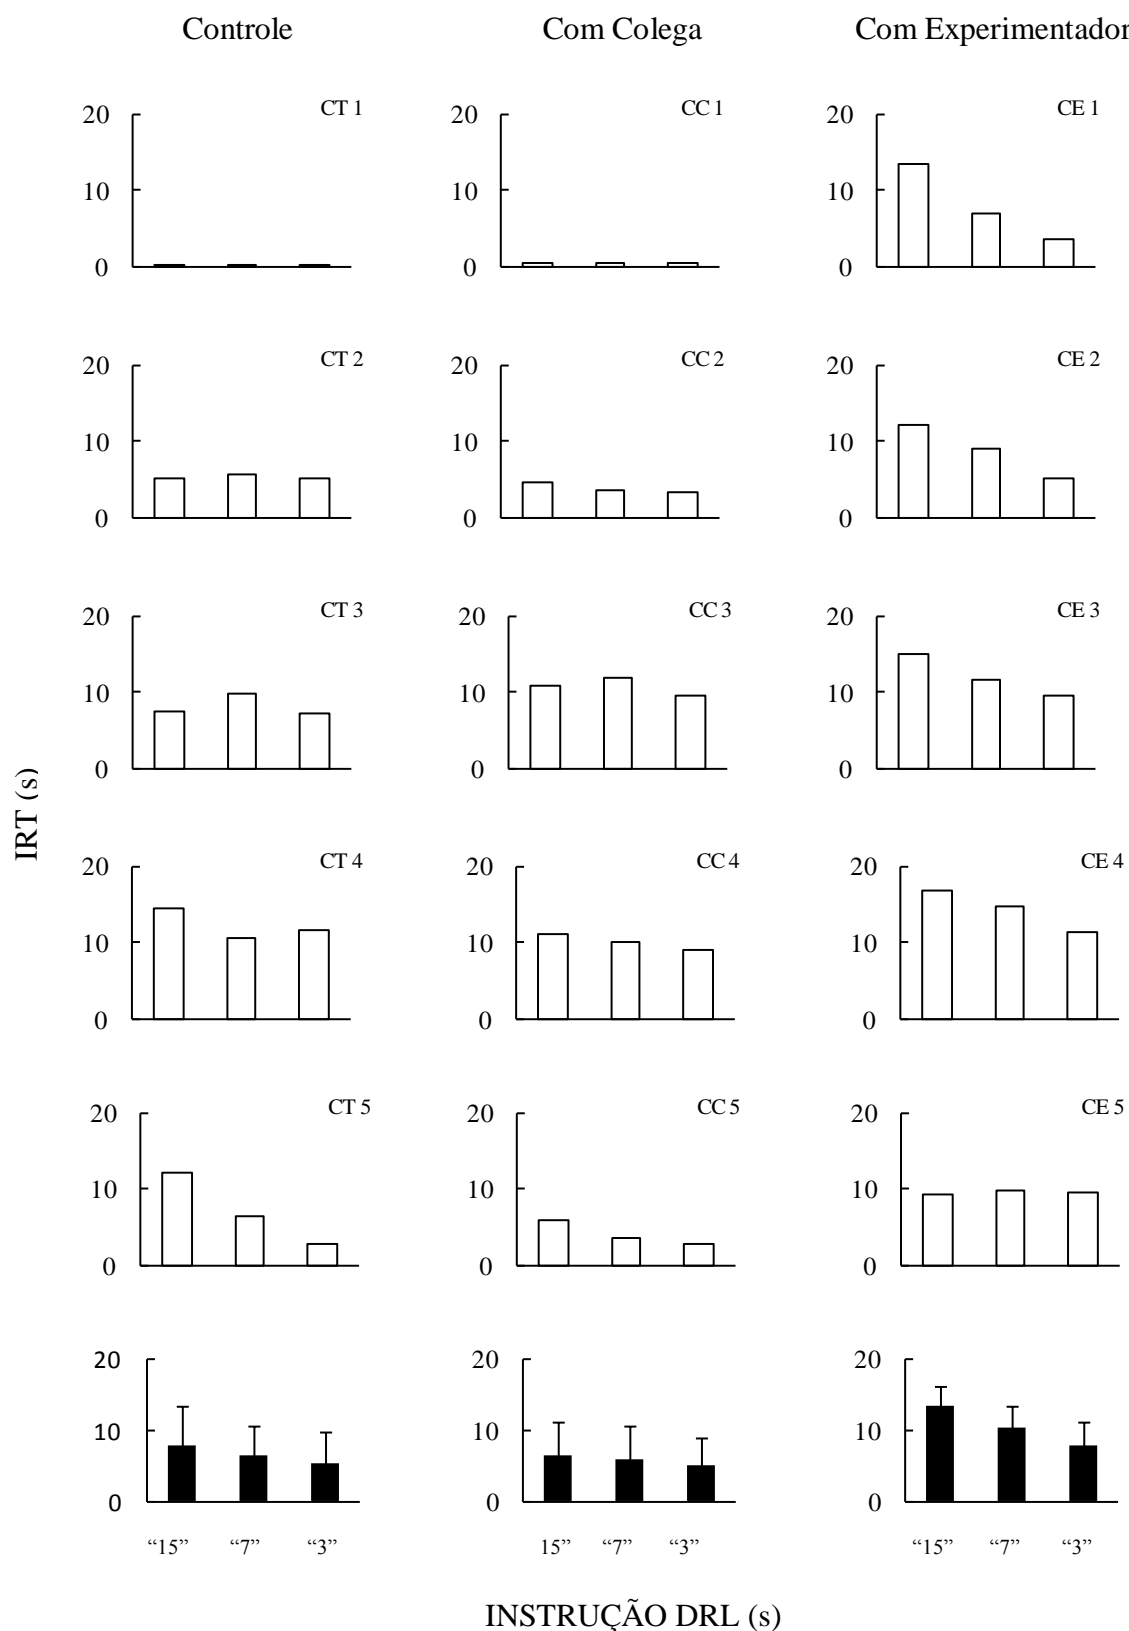 Controle Com Colega Com Experimentador
CT 1 CC 1 CE 1
20 20 20
10 10 10
0 0 0
CT 2 CC 2 CE 2
20 20 20
10 10 10
0 0 0
CT 3 CC 3 CE 3
20 20 20
10 10 10
0 0 0
IRT (s)
CT 4 CC 4 CE 4
20 20 20
10 10 10
0 0 0
CT 5 CC 5 CE 5
20 20 20
10 10 10
0 0 0
20 20 20
10 10 10
0 0 0
“15” “7” “3” 15” “7” “3” “15” “7” “3”
INSTRUÇÃO DRL (s)